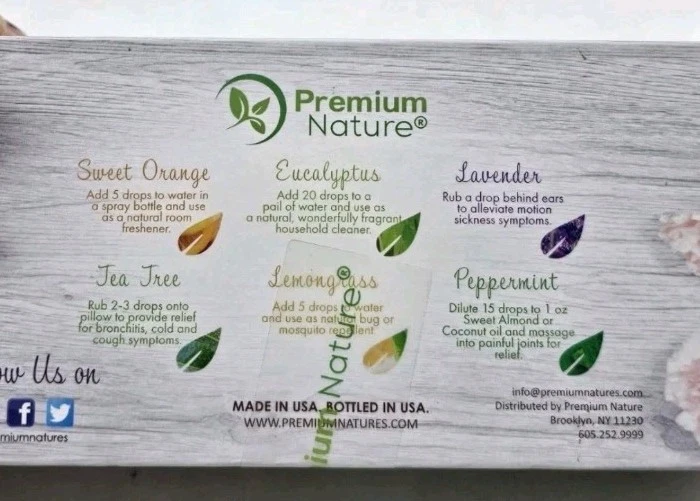 Premium
Nature®
Sweet Orange
Add 5 drops to water in
a spray bottle and use
as a natural room
freshener.
Eucalyptus
Add 20 drops to a
pail of water and use as
a natural, wonderfully fragrant
household cleaner.
Lavender
Rub a drop behind ears
to alleviate motion
sickness symptoms.
Tea Tree
Rub 2-3 drops onto
pillow to provide relief
for bronchitis, cold and
cough symptoms.
Lemongrass
Add 5 drops to water
and use as natural bug or
mosquito repellent.
Peppermint
Dilute 15 drops to 1 oz
Sweet Almond or
Coconut oil and massage
into painful joints for
relief.
ow Us on
miumnatures
ium Nature®
MADE IN USA. BOTTLED IN USA.
WWW.PREMIUMNATURES.COM
info@premiumnatures.com
Distributed by Premium Nature
Brooklyn, NY 11230
605.252.9999